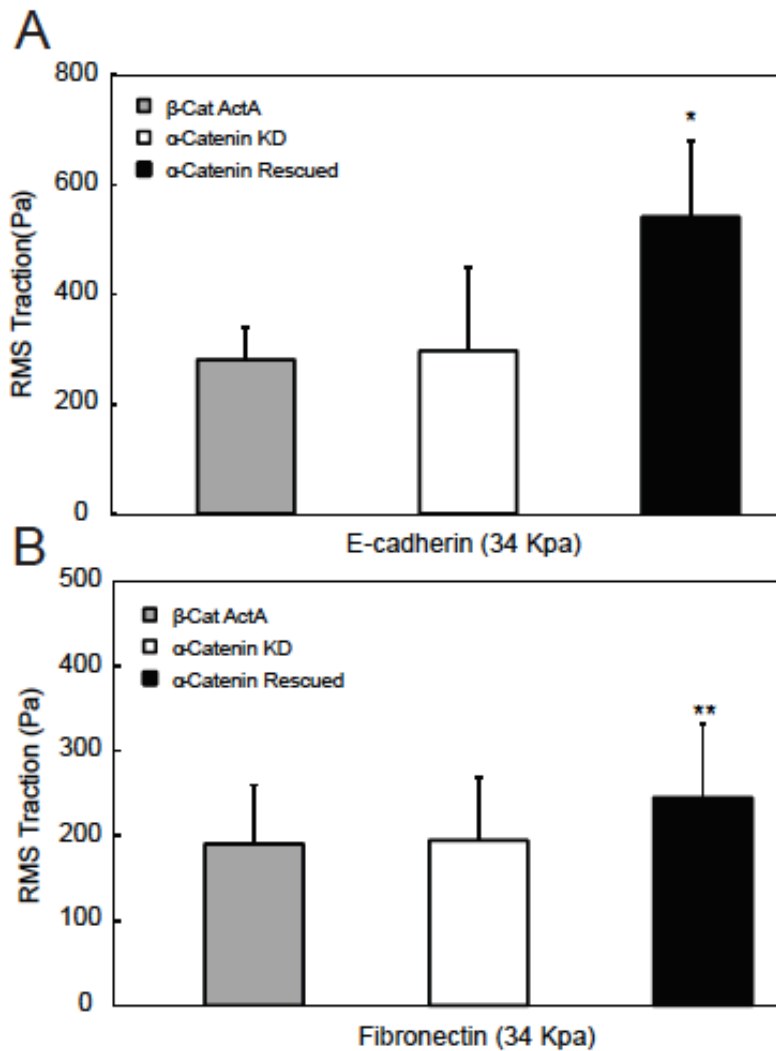 A
800
600
400
200
0
RMS Traction(Pa)
β-Cat ActA
α-Catenin KD
α-Catenin Rescued
*
E-cadherin (34 Kpa)
B
500
400
300
200
100
0
RMS Traction (Pa)
β-Cat ActA
α-Catenin KD
α-Catenin Rescued
**
Fibronectin (34 Kpa)